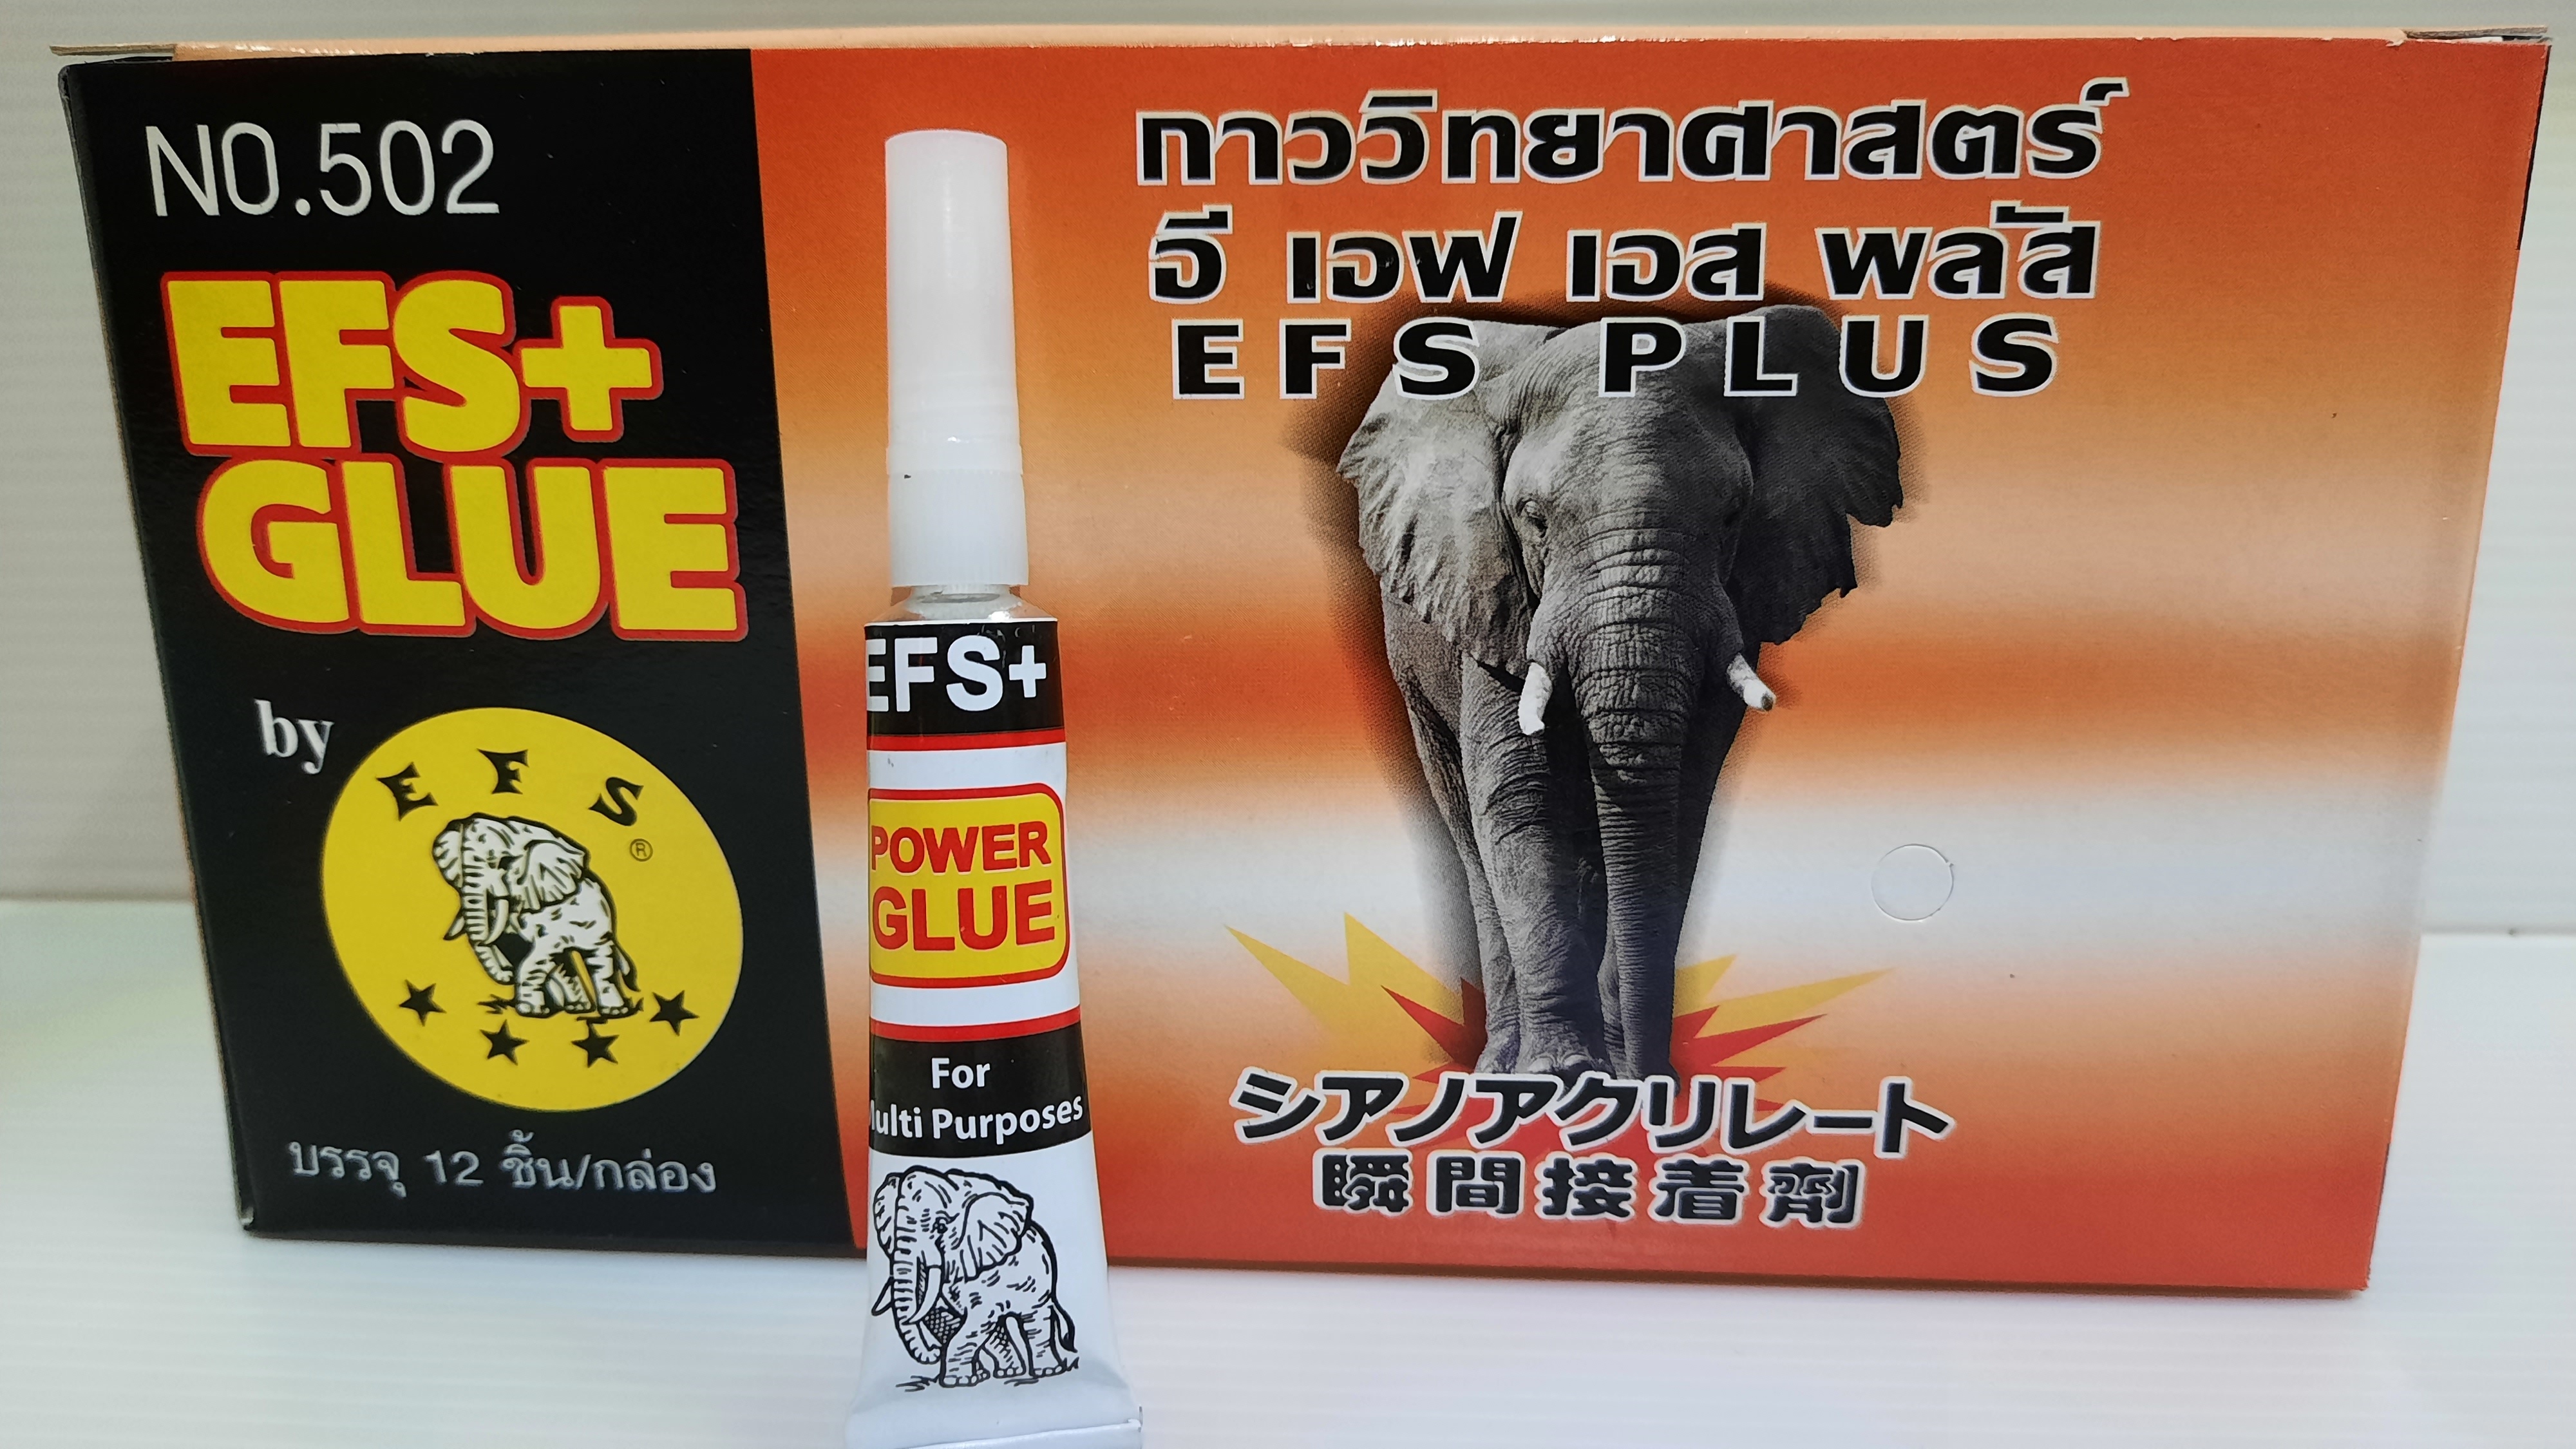 NO.502
EFS+
GLUE
by
E F S
®
บรรจุ 12 ชิ้น/กล่อง
กาววิทยาศาสตร์
อี เอฟ เอส พลัส
EFS PLUS
シアノアクリレート
瞬間接着剤
EFS+
POWER
GLUE
For
Multi Purposes